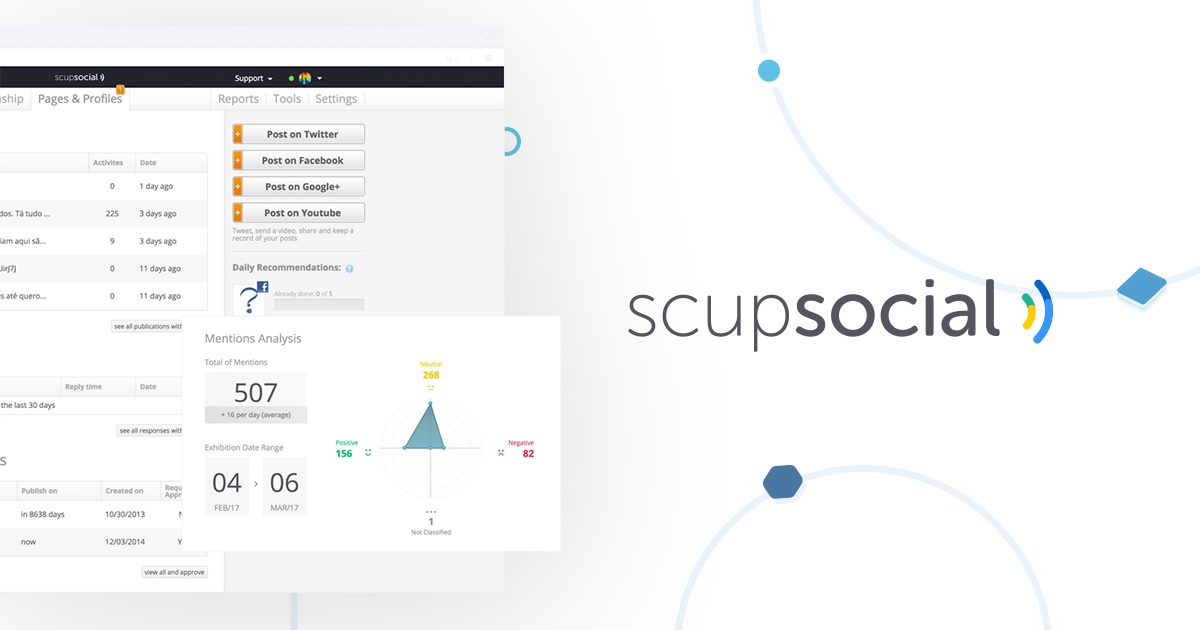 scupsocial
Support
ship
Pages & Profiles
1
Reports
Tools
Settings
Activites
Date
0
1 day ago
dos. Tá tudo ...
225
3 days ago
iam aqui sã...
9
3 days ago
JirJ7J
0
11 days ago
s até quero...
0
11 days ago
see all publications with
Reply time
Date
the last 30 days
see all responses with
s
Publish on
Created on
Requ
Appr
in 8638 days
10/30/2013
now
12/03/2014
Y
view all and approve
+ Post on Twitter
+ Post on Facebook
+ Post on Google+
+ Post on Youtube
Tweet, send a video, share and keep a
record of your posts
Daily Recommendations: ?
?
f
Already done: 0 of 5
Mentions Analysis
Total of Mentions
507
+ 16 per day (average)
Exhibition Date Range
04 › 06
FEB/17
MAR/17
Neutral
268
Positive
156
Negative
82
1
Not Classified
scupsocial